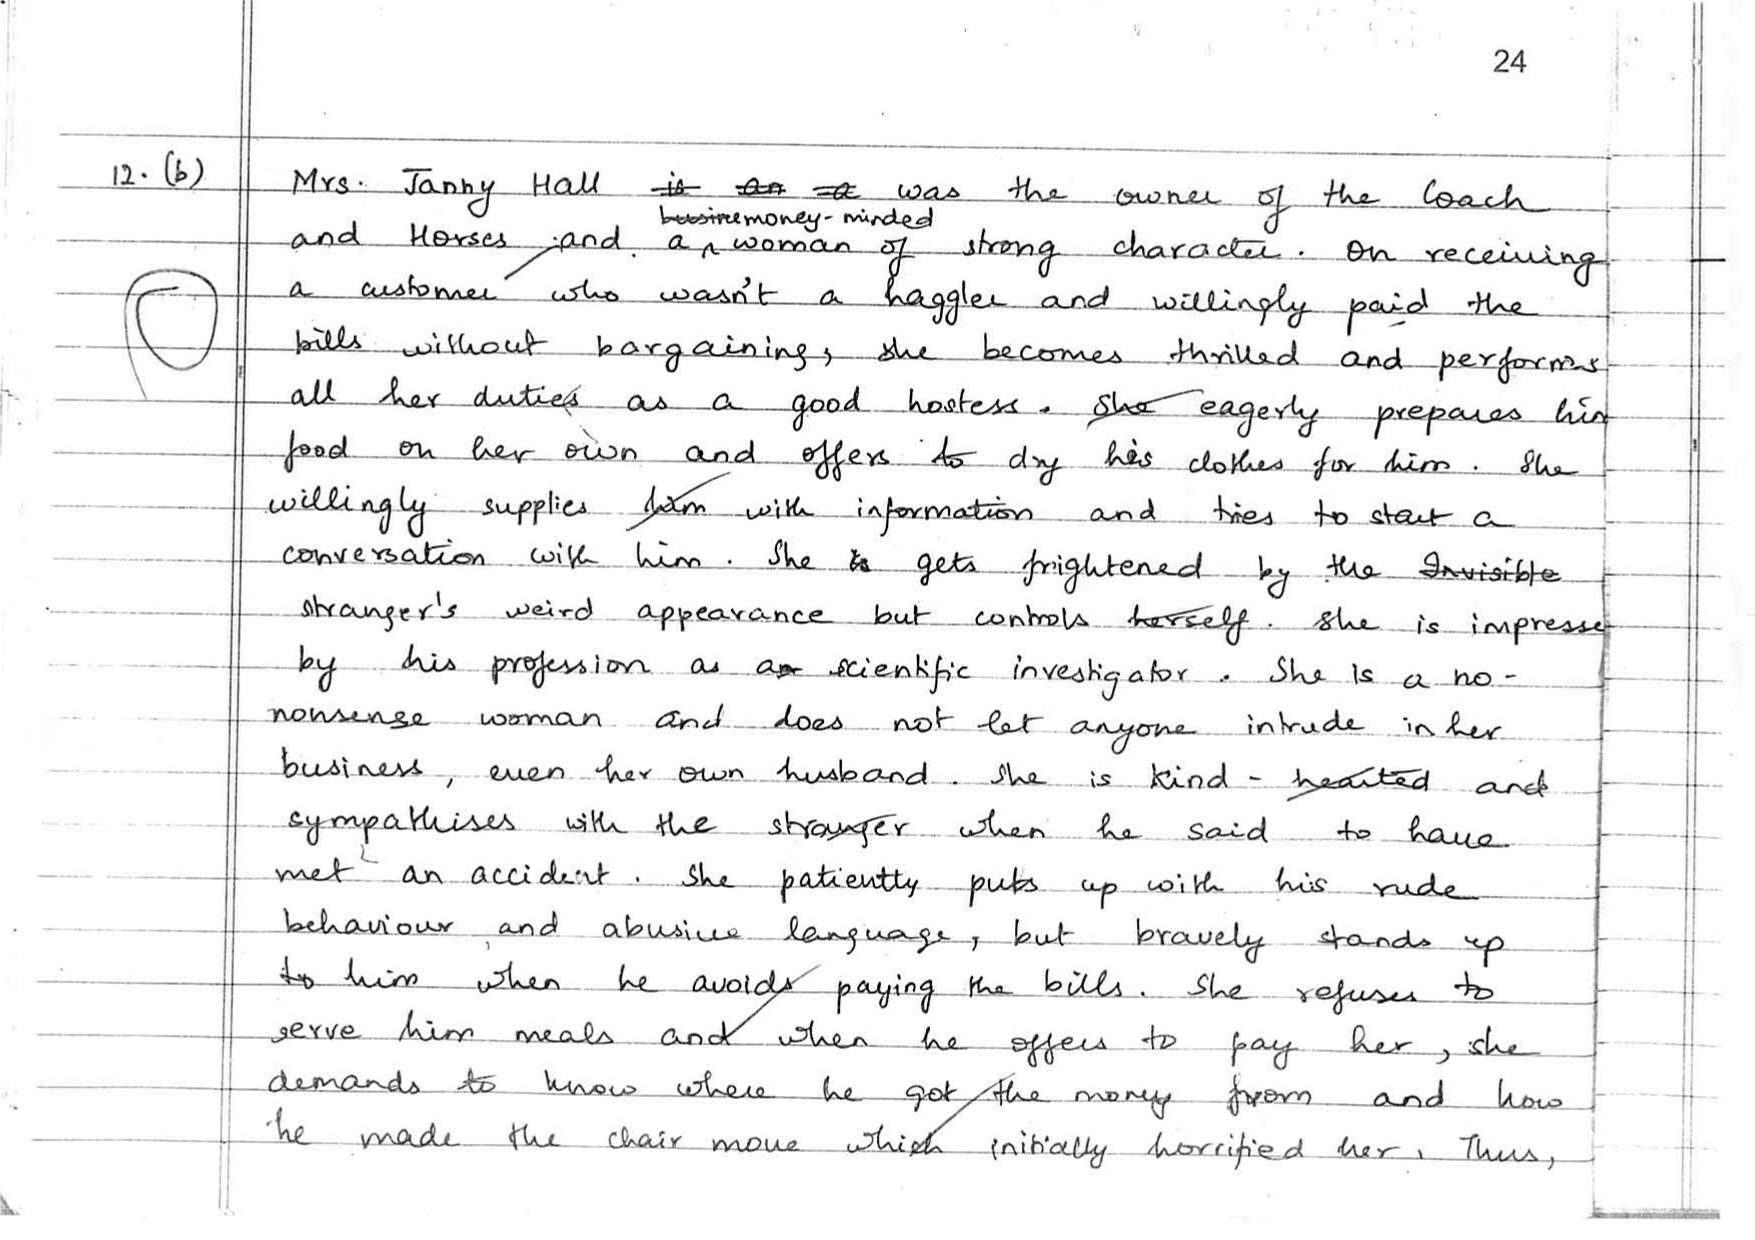 24
12. (b) Mrs. Janny Hall is an a was the owner of the Coach
busine money-minded
and Horses and a woman of strong character. On receiving
a customer who wasn't a haggler and willingly paid the
bills without bargaining, she becomes thrilled and performs
all her duties as a good hostess. She eagerly prepares him
food on her own and offers to dry his clothes for him. She
willingly supplies him with information and tries to start a
conversation with him. She is gets frightened by the Invisible
stranger's weird appearance but controls herself. She is impresse
by his profession as an scientific investigator. She is a no-
nonsense woman and does not let anyone intrude in her
business, even her own husband. She is kind-hearted and
sympathises with the stranger when he said to have
met an accident. She patiently puts up with his rude
behaviour and abusive language, but bravely stands up
to him when he avoids paying the bills. She refuses to
serve him meals and when he offers to pay her, she
demands to know where he got the money from and how
he made the chair move which initially horrified her. Thus,